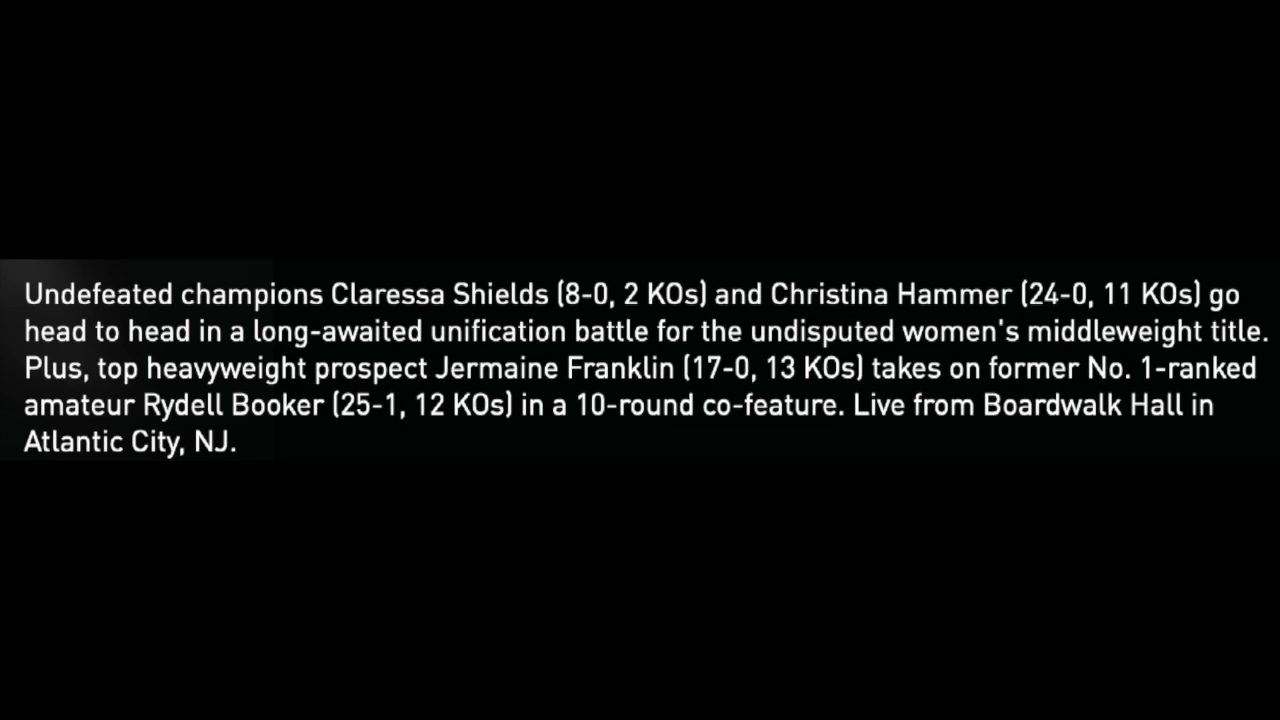 Undefeated champions Claressa Shields (8-0, 2 KOs) and Christina Hammer (24-0, 11 KOs) go
head to head in a long-awaited unification battle for the undisputed women's middleweight title.
Plus, top heavyweight prospect Jermaine Franklin (17-0, 13 KOs) takes on former No. 1-ranked
amateur Rydell Booker (25-1, 12 KOs) in a 10-round co-feature. Live from Boardwalk Hall in
Atlantic City, NJ.